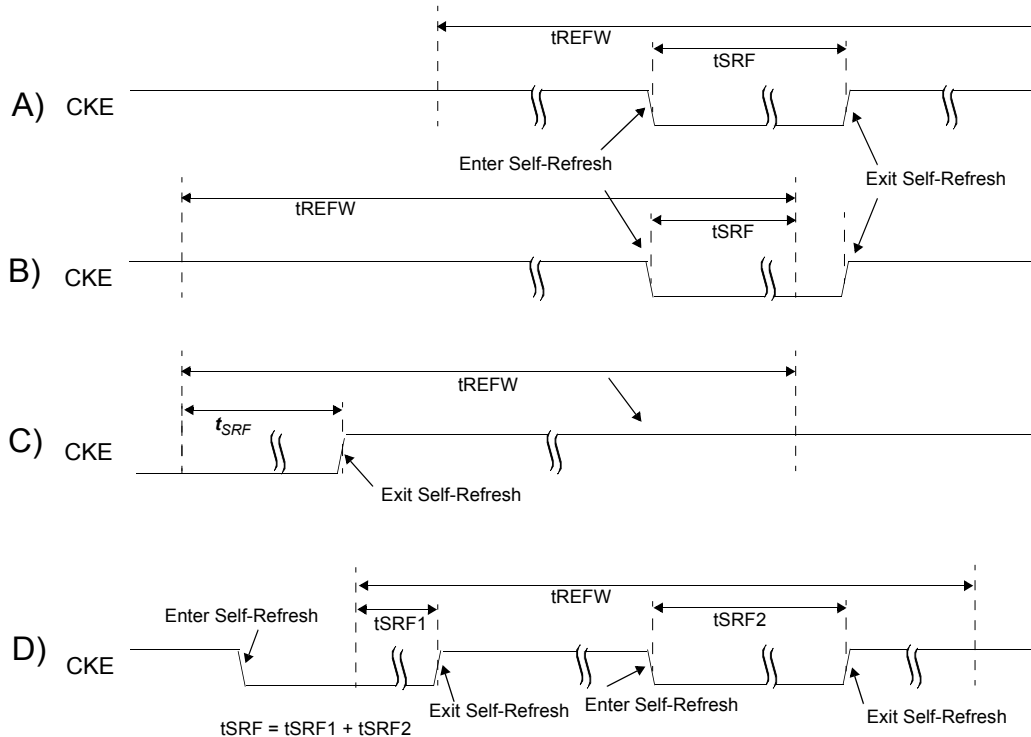 tREFW
tSRF
A) CKE
Enter Self-Refresh
Exit Self-Refresh
tREFW
tSRF
B) CKE
tREFW
tSRF
C) CKE
Exit Self-Refresh
tREFW
Enter Self-Refresh
tSRF1
tSRF2
D) CKE
Exit Self-Refresh
Enter Self-Refresh
Exit Self-Refresh
tSRF = tSRF1 + tSRF2